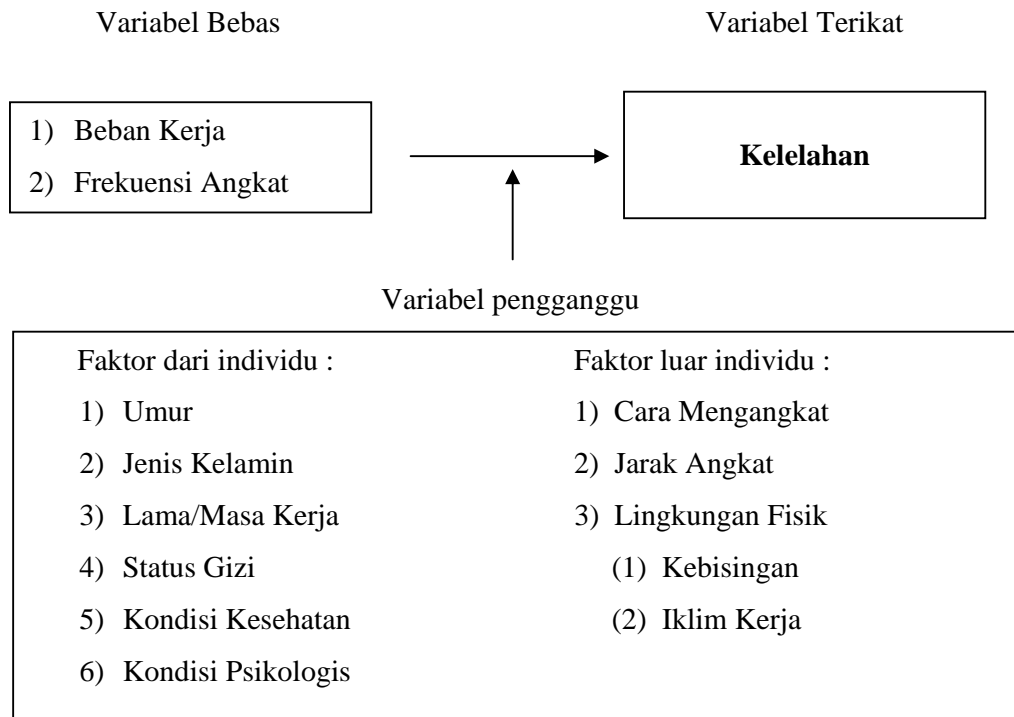 Variabel Bebas
Variabel Terikat
1) Beban Kerja
2) Frekuensi Angkat
Kelelahan
Variabel pengganggu
Faktor dari individu :
1) Umur
2) Jenis Kelamin
3) Lama/Masa Kerja
4) Status Gizi
5) Kondisi Kesehatan
6) Kondisi Psikologis
Faktor luar individu :
1) Cara Mengangkat
2) Jarak Angkat
3) Lingkungan Fisik
(1) Kebisingan
(2) Iklim Kerja